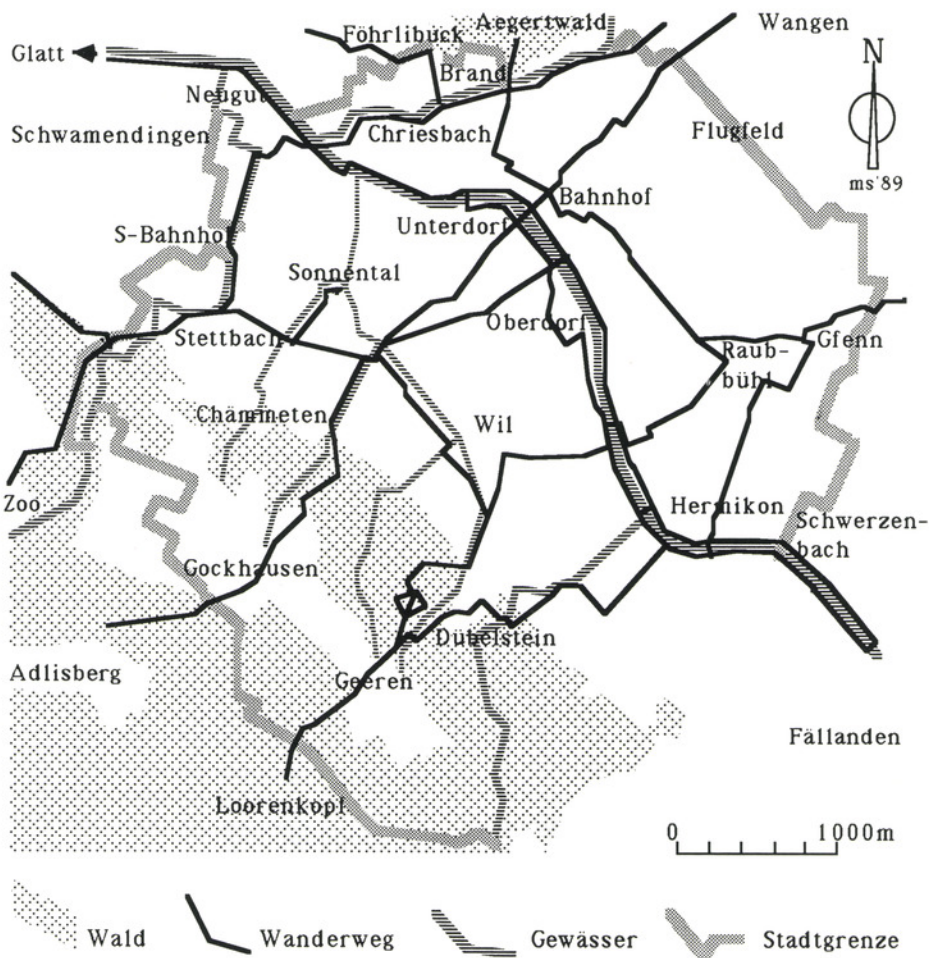 Föhrlibuck
Aegertwald
Wangen
Glatt
N
Neugut
Brand
Schwamendingen
Chriesbach
Flugfeld
ms'89
Bahnhof
Unterdorf
S-Bahnhof
Sonnental
Oberdorf
Stettbach
Gfenn
Raub-
bühl
Chämmeten
Wil
Zoo
Hermikon
Schwerzen-
bach
Gockhausen
Dübelstein
Adlisberg
Geeren
Fällanden
Loorenkopf
0 1000m
Wald
Wanderweg
Gewässer
Stadtgrenze